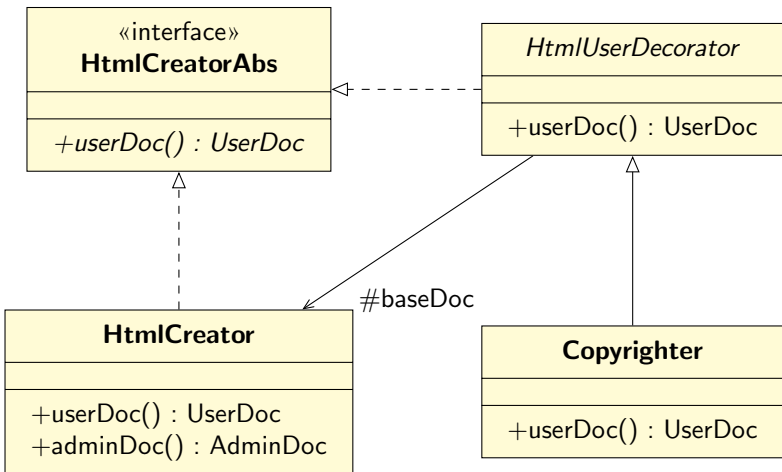 «interface»
HtmlCreatorAbs
+userDoc() : UserDoc
HtmlUserDecorator
+userDoc() : UserDoc
#baseDoc
HtmlCreator
+userDoc() : UserDoc
+adminDoc() : AdminDoc
Copyrighter
+userDoc() : UserDoc